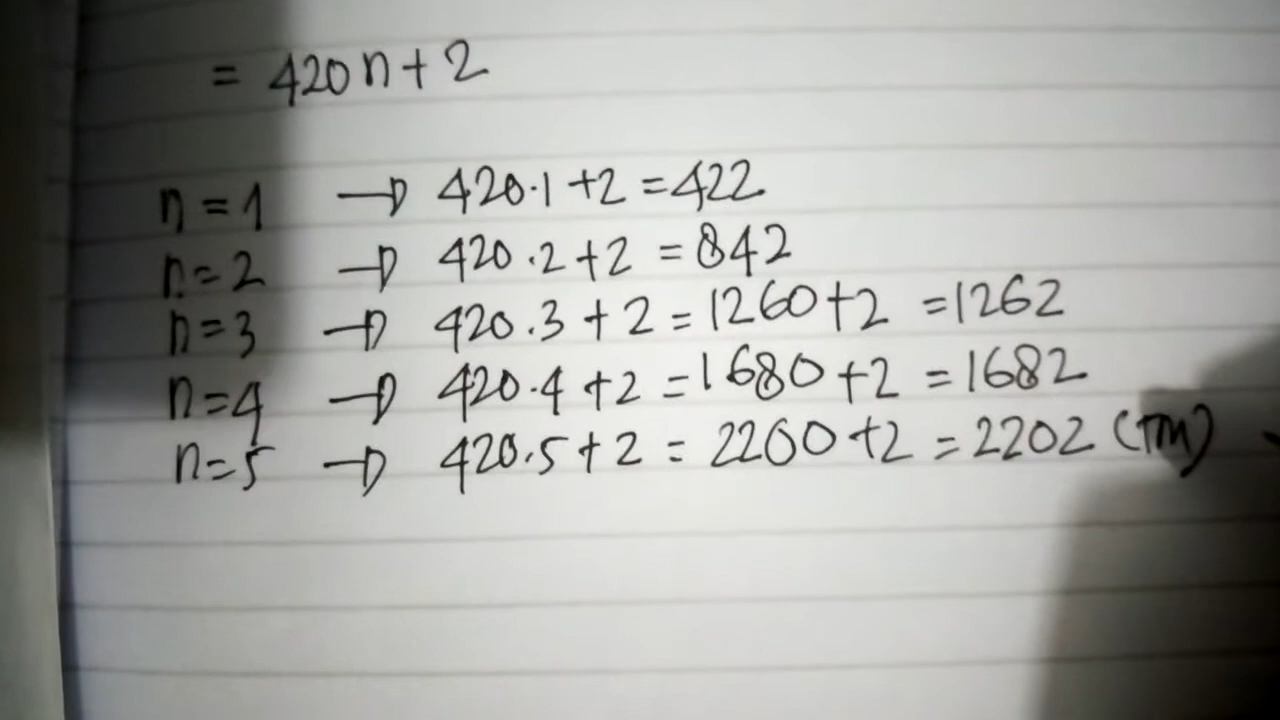 = 420n+2
n=1 → 420·1+2=422
n=2 → 420.2+2=842
n=3 → 420.3+2=1260+2=1262
n=4 → 420·4+2=1680+2=1682
n=5 → 420.5+2=2200+2=2202 (TM)